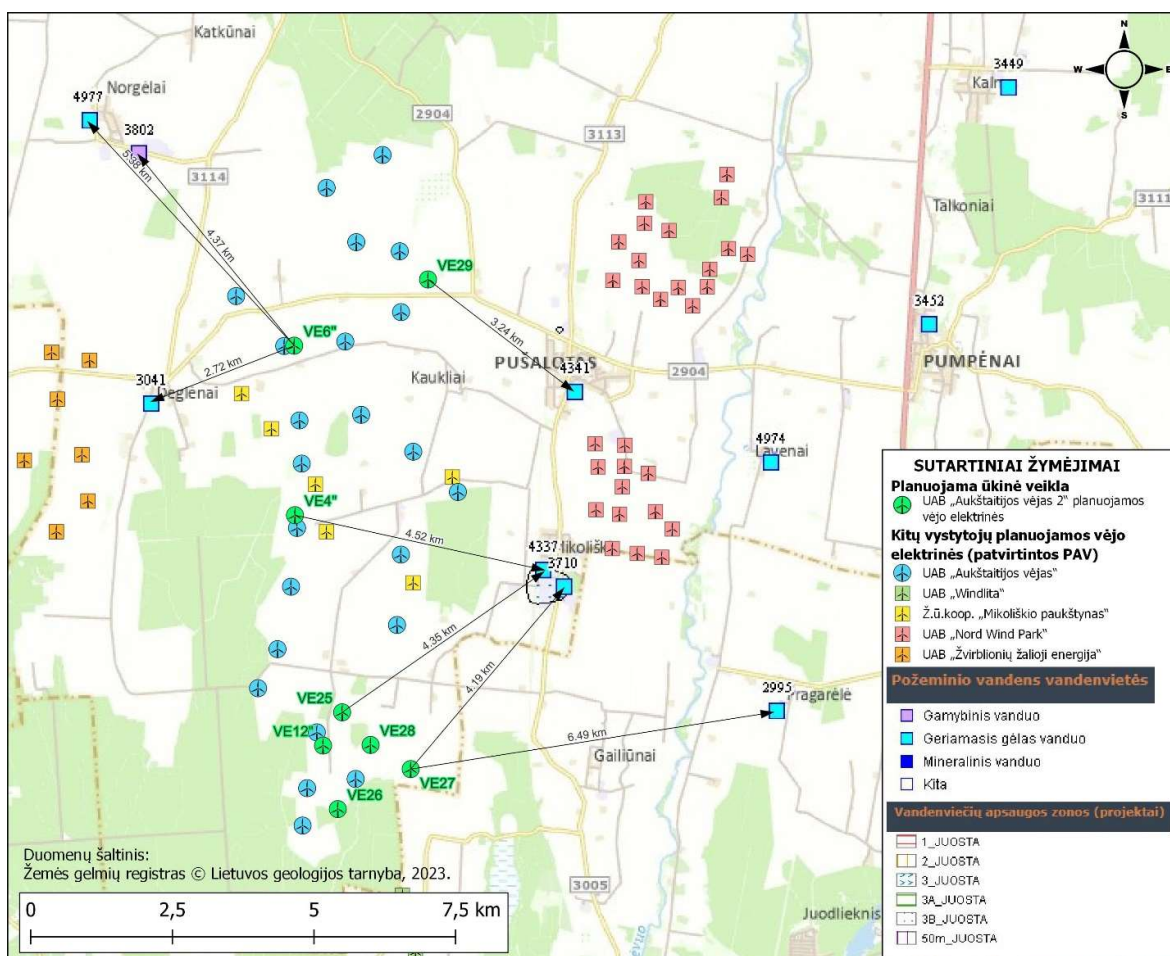 Katkūnai
Norgėlai
4977
3802
3114
2904
3113
3449
Kaln
N
W
E
S
Talkoniai
3111
5.38 km
4.37 km
VE29
3.24 km
VE6"
2.72 km
3041
Degienai
Kaukliai
PUŠALOTAS
4341
2904
3452
PUMPĖNAI
4974
Lavėnai
VE4"
4.52 km
4337
Mikolišk
3710
4.35 km
4.19 km
VE25
VE12"
VE28
VE27
VE26
6.49 km
2995
Pragarėlė
Gailiūnai
3005
Juodlieknis
SUTARTINIAI ŽYMĖJIMAI
Planuojama ūkinė veikla
UAB „Aukštaitijos vėjas 2" planuojamos
vėjo elektrinės
Kitų vystytojų planuojamos vėjo
elektrinės (patvirtintos PAV)
UAB „Aukštaitijos vėjas"
UAB „Windlita"
Ž.ū.koop. „Mikoliškio paukštynas"
UAB „Nord Wind Park"
UAB „Žvirblionių žalioji energija"
Požeminio vandens vandenvietės
Gamybinis vanduo
Geriamasis gėlas vanduo
Mineralinis vanduo
Kita
Vandenviečių apsaugos zonos (projektai)
1_JUOSTA
2_JUOSTA
3_JUOSTA
3A_JUOSTA
3B_JUOSTA
50m_JUOSTA
Duomenų šaltinis:
Žemės gelmių registras © Lietuvos geologijos tarnyba, 2023.
0
2,5
5
7,5 km